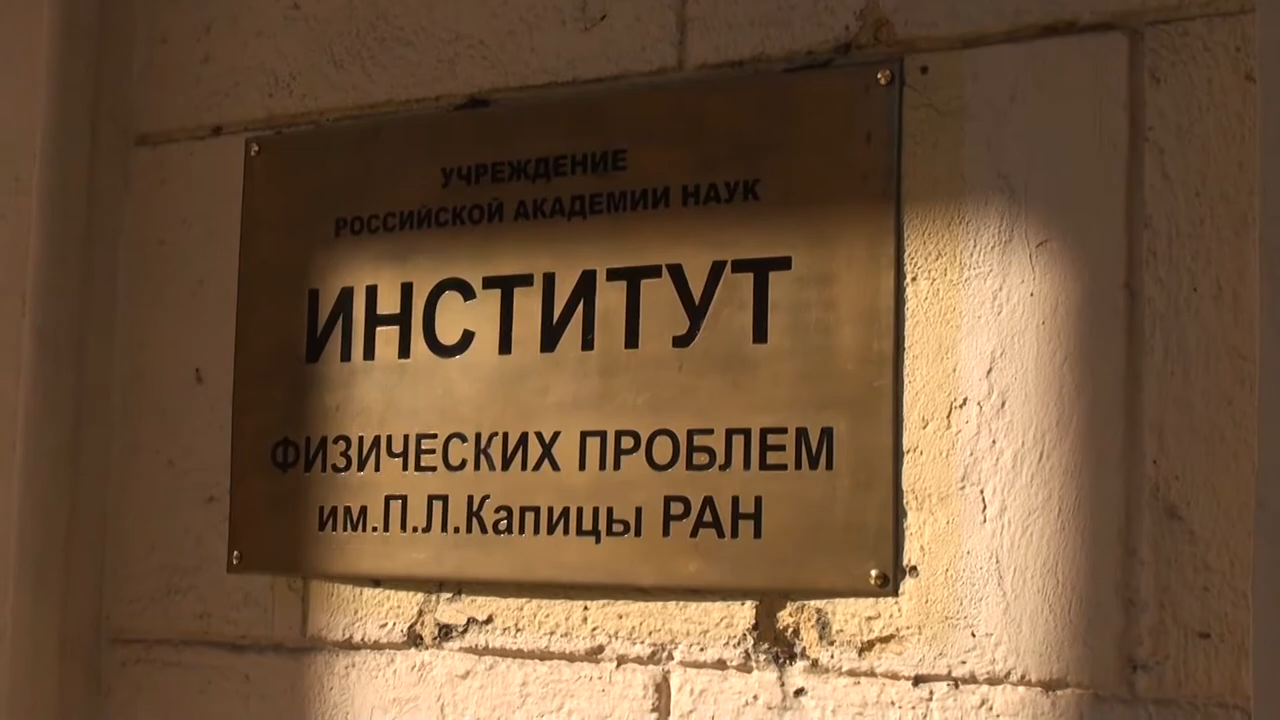 УЧРЕЖДЕНИЕ
РОССИЙСКОЙ АКАДЕМИИ НАУК
ИНСТИТУТ
ФИЗИЧЕСКИХ ПРОБЛЕМ
им.П.Л.Капицы РАН